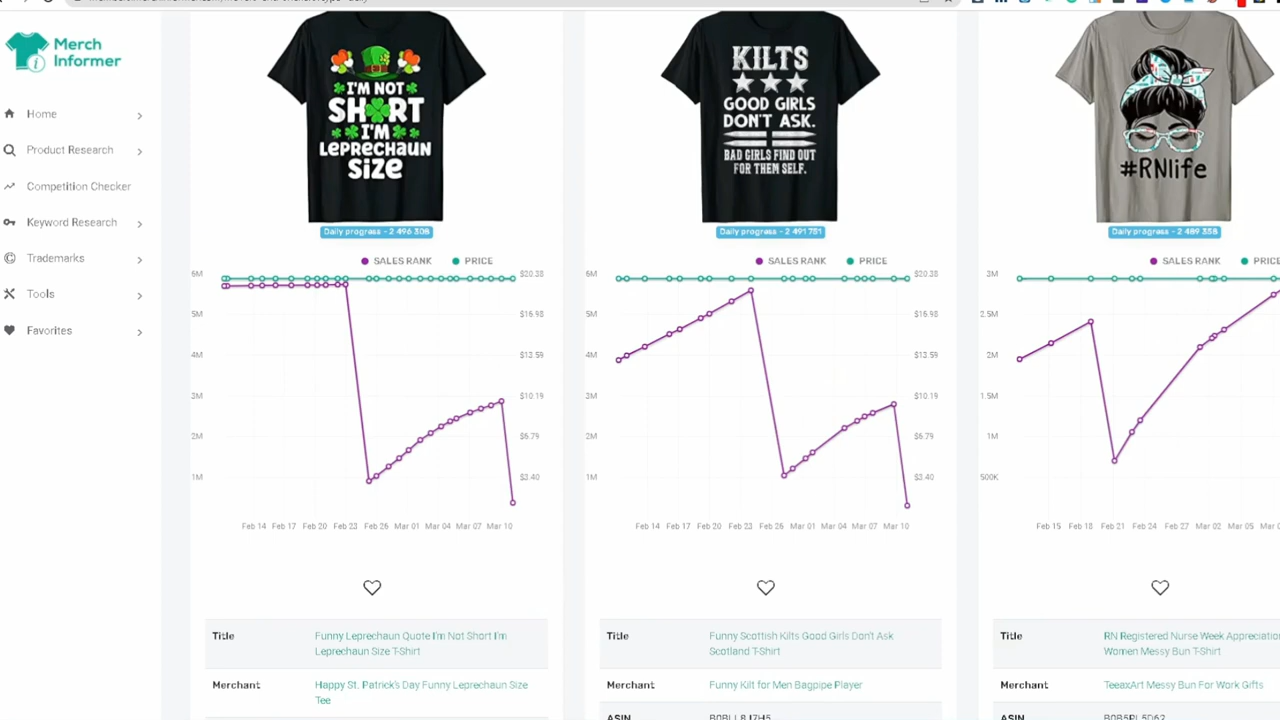 Merch
Informer
Home
Product Research
Competition Checker
Keyword Research
Trademarks
Tools
Favorites
I'M NOT
SHORT
I'M
LEPRECHAUN
SIZE
Daily progress - 2 496 308
SALES RANK
PRICE
6M
5M
4M
3M
2M
1M
$20.38
$16.98
$13.59
$10.19
$6.79
$3.40
Feb 14 Feb 17 Feb 20 Feb 23 Feb 26 Mar 01 Mar 04 Mar 07 Mar 10
Title
Funny Leprechaun Quote I'm Not Short I'm
Leprechaun Size T-Shirt
Merchant
Happy St. Patrick's Day Funny Leprechaun Size
Tee
KILTS
GOOD GIRLS
DON'T ASK.
BAD GIRLS FIND OUT
FOR THEM SELF.
Daily progress - 2 491 751
SALES RANK
PRICE
6M
5M
4M
3M
2M
1M
$20.38
$16.98
$13.59
$10.19
$6.79
$3.40
Feb 14 Feb 17 Feb 20 Feb 23 Feb 26 Mar 01 Mar 04 Mar 07 Mar 10
Title
Funny Scottish Kilts Good Girls Don't Ask
Scotland T-Shirt
Merchant
Funny Kilt for Men Bagpipe Player
ASIN
#RNlife
Daily progress - 2 489 358
SALES RANK
PRICE
3M
2.5M
2M
1.5M
1M
500K
Feb 15 Feb 18 Feb 21 Feb 24 Feb 27 Mar 02 Mar 05
Title
RN Registered Nurse Week Appreciation
Women Messy Bun T-Shirt
Merchant
TeeaxArt Messy Bun For Work Gifts
ASIN